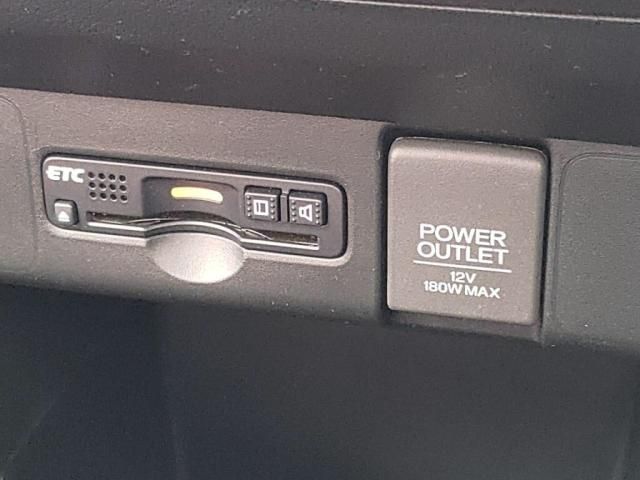 ETC
POWER
OUTLET
12V
180W MAX